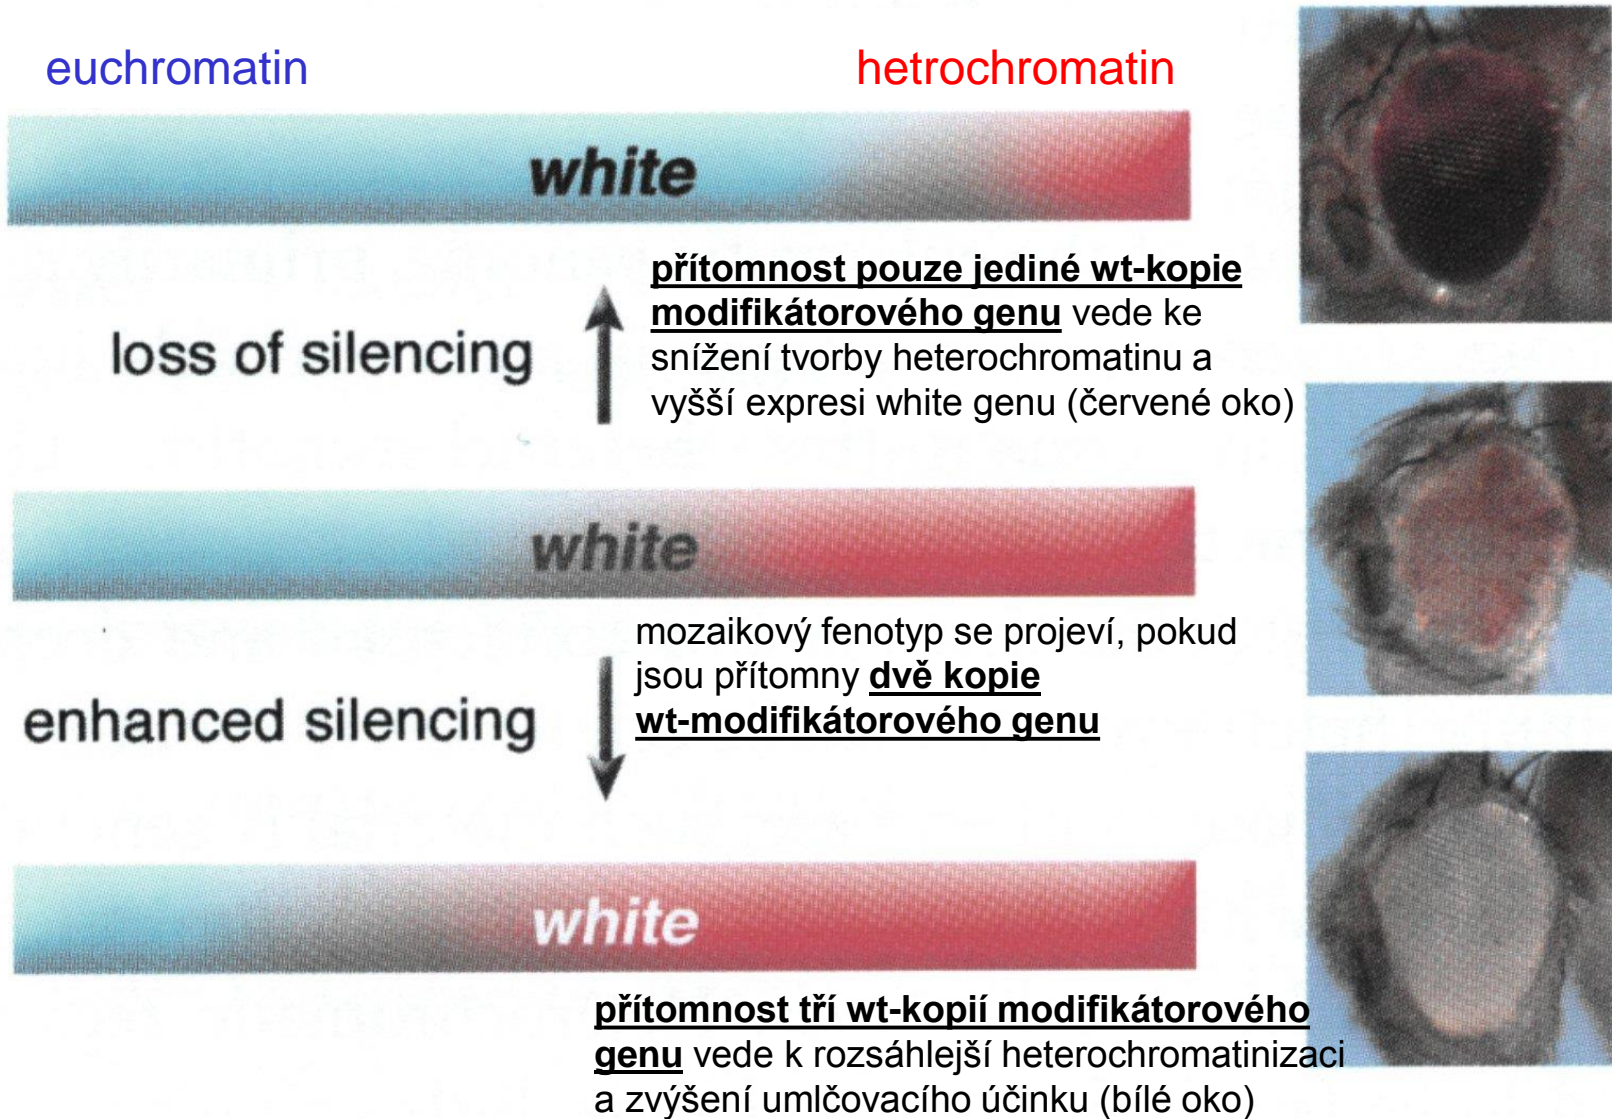 euchromatin
hetrochromatin
white
přítomnost pouze jediné wt-kopie
modifikátorového genu vede ke
snížení tvorby heterochromatinu a
vyšší expresi white genu (červené oko)
loss of silencing
white
mozaikový fenotyp se projeví, pokud
jsou přítomny dvě kopie
wt-modifikátorového genu
enhanced silencing
white
přítomnost tří wt-kopií modifikátorového
genu vede k rozsáhlejší heterochromatinizaci
a zvýšení umlčovacího účinku (bílé oko)